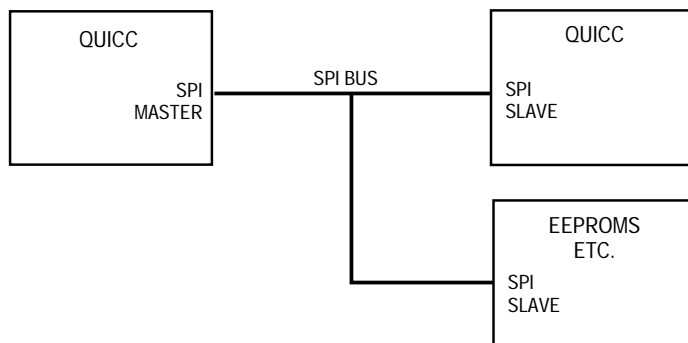 QUICC
SPI
MASTER
SPI BUS
QUICC
SPI
SLAVE
EEPROMS
ETC.
SPI
SLAVE